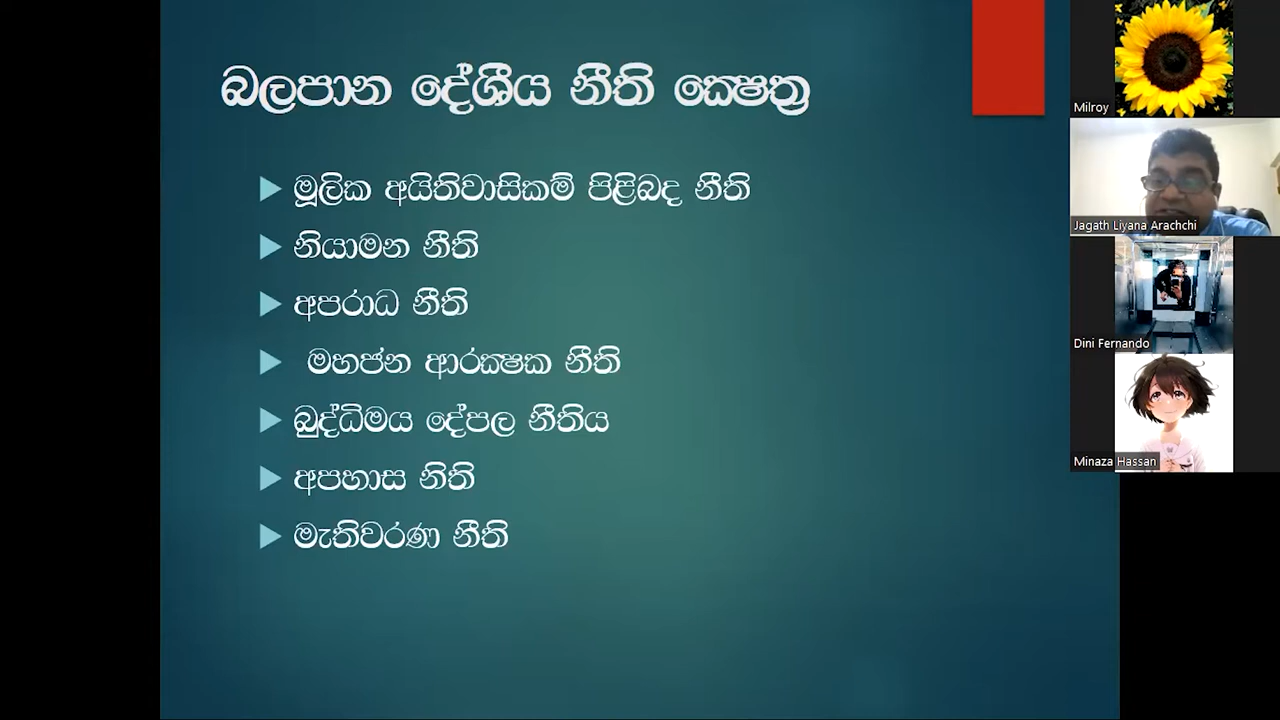 බලපාන දේශීය නීති ක්‍ෂෙත්‍ර
මූලික අයිතිවාසිකම් පිළිබද නීති
නියාමන නීති
අපරාධ නීති
මහජන ආරක්‍ෂක නීති
බුද්ධිමය දේපල නීතිය
අපහාස නිති
මැතිවරණ නීති
Milroy
Jagath Liyana Arachchi
Dini Fernando
Minaza Hassan